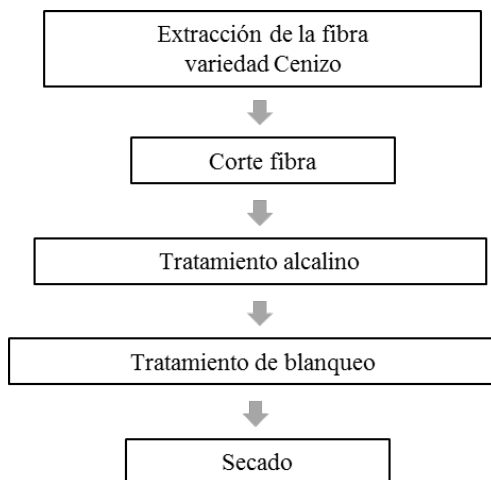 Extracción de la fibra
variedad Cenizo
Corte fibra
Tratamiento alcalino
Tratamiento de blanqueo
Secado